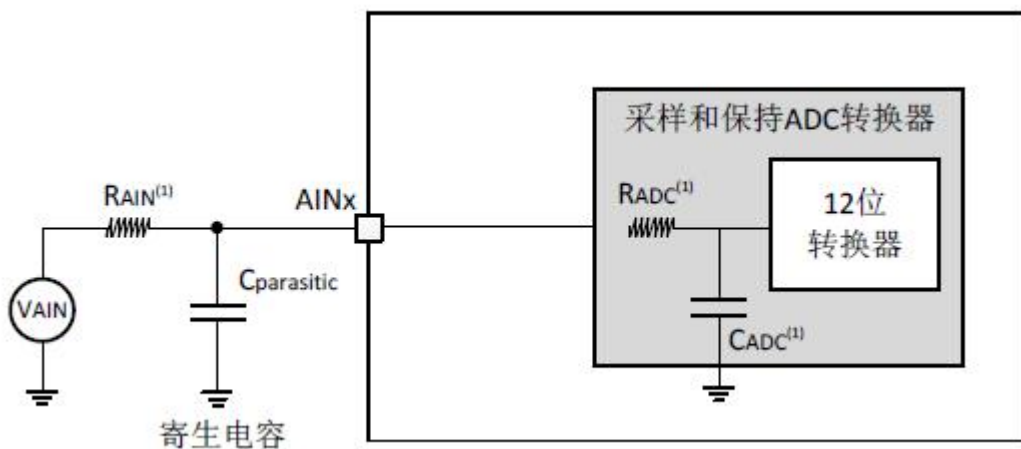 采样和保持ADC转换器
RAIN(1)
AINx
RADC(1)
12位
转换器
Cparasitic
VAIN
CADC(1)
寄生电容